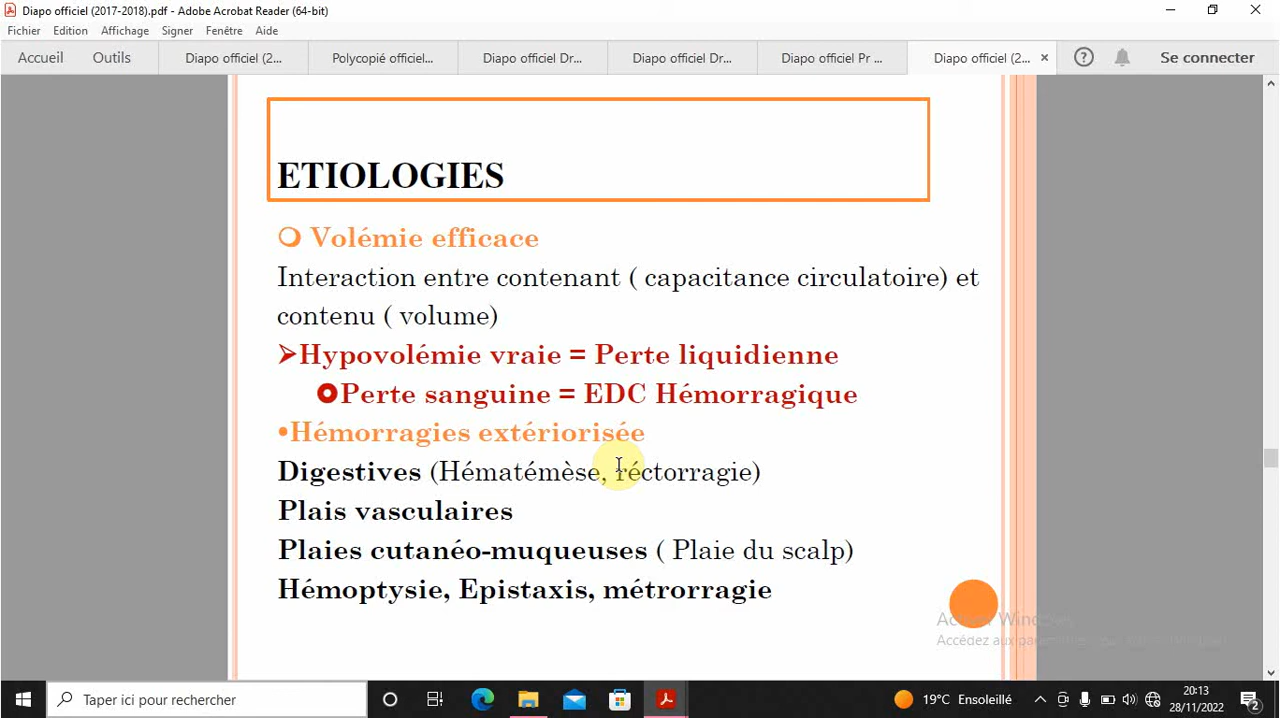 Diapo officiel (2017-2018).pdf - Adobe Acrobat Reader (64-bit)
Fichier Edition Affichage Signer Fenêtre Aide
Accueil Outils Diapo officiel (2... Polycopié officiel... Diapo officiel Dr... Diapo officiel Dr... Diapo officiel Pr ... Diapo officiel (2... Se connecter
ETIOLOGIES
Volémie efficace
Interaction entre contenant ( capacitance circulatoire) et
contenu ( volume)
➢Hypovolémie vraie = Perte liquidienne
Perte sanguine = EDC Hémorragique
•Hémorragies extériorisée
Digestives (Hématémèse, réctorragie)
Plais vasculaires
Plaies cutanéo-muqueuses ( Plaie du scalp)
Hémoptysie, Epistaxis, métrorragie
Windows
Accédez aux
Taper ici pour rechercher
19°C Ensoleillé
20:13
28/11/2022
2